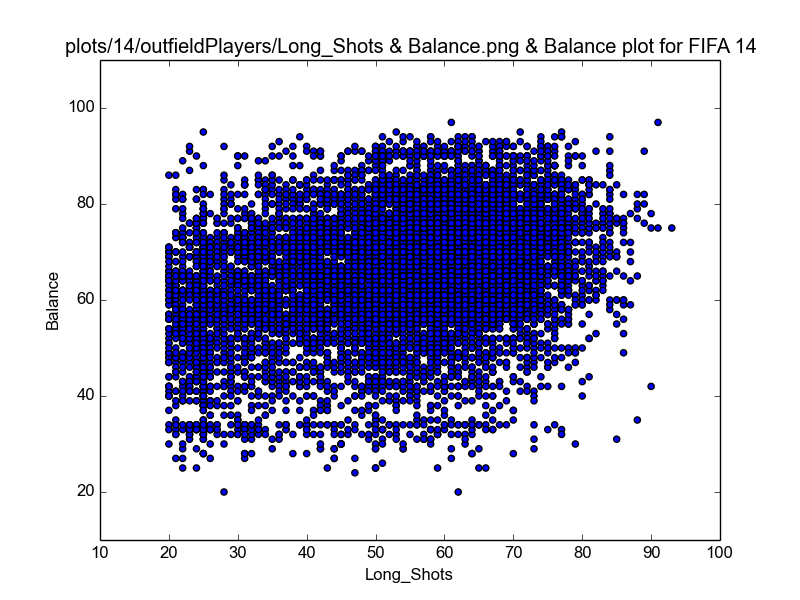 plots/14/outfieldPlayers/Long_Shots & Balance.png & Balance plot for FIFA 14
100
80
60
40
20
Balance
10 20 30 40 50 60 70 80 90 100
Long_Shots